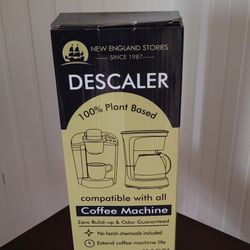 NEW ENGLAND STORIES
SINCE 1987
DESCALER
100% Plant Based
compatible with all
Coffee Machine
Zero Build-up & Odor Guaranteed
No harsh chemicals included
Extend coffee machine life